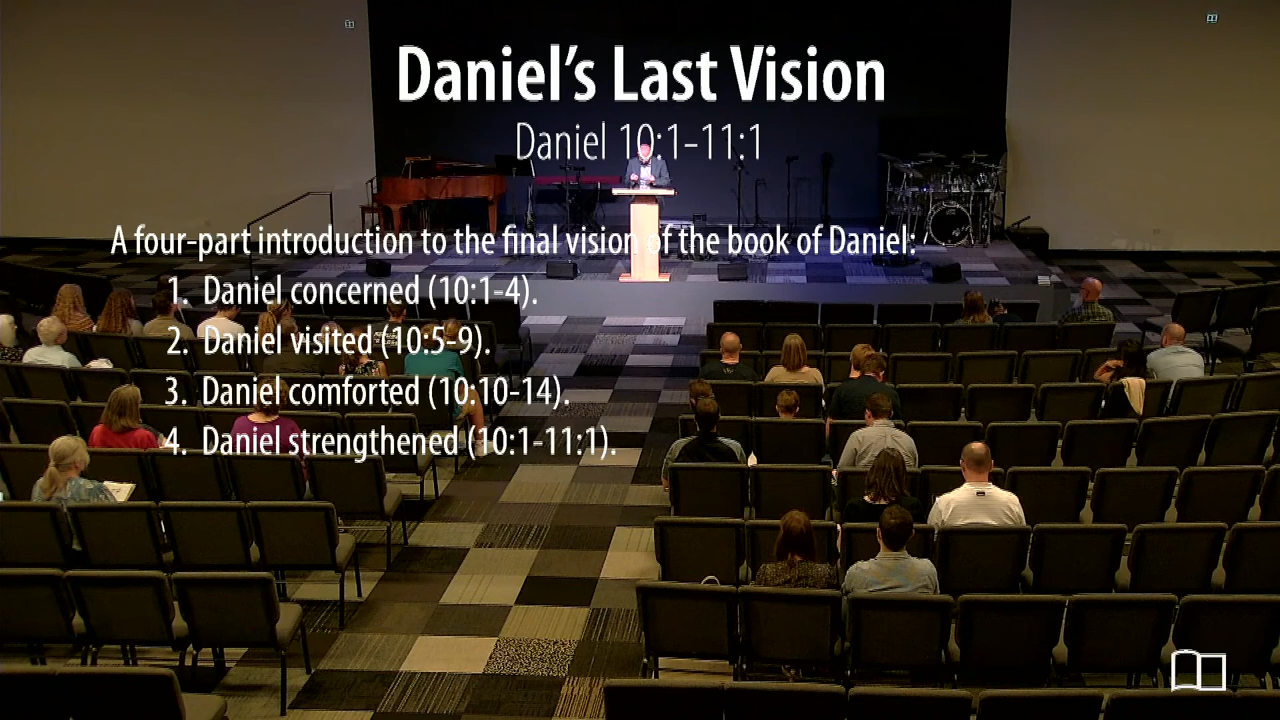 Daniel's Last Vision
Daniel 10:1-11:1
A four-part introduction to the final vision of the book of Daniel:
1. Daniel concerned (10:1-4).
2. Daniel visited (10:5-9).
3. Daniel comforted (10:10-14).
4. Daniel strengthened (10:1-11:1).